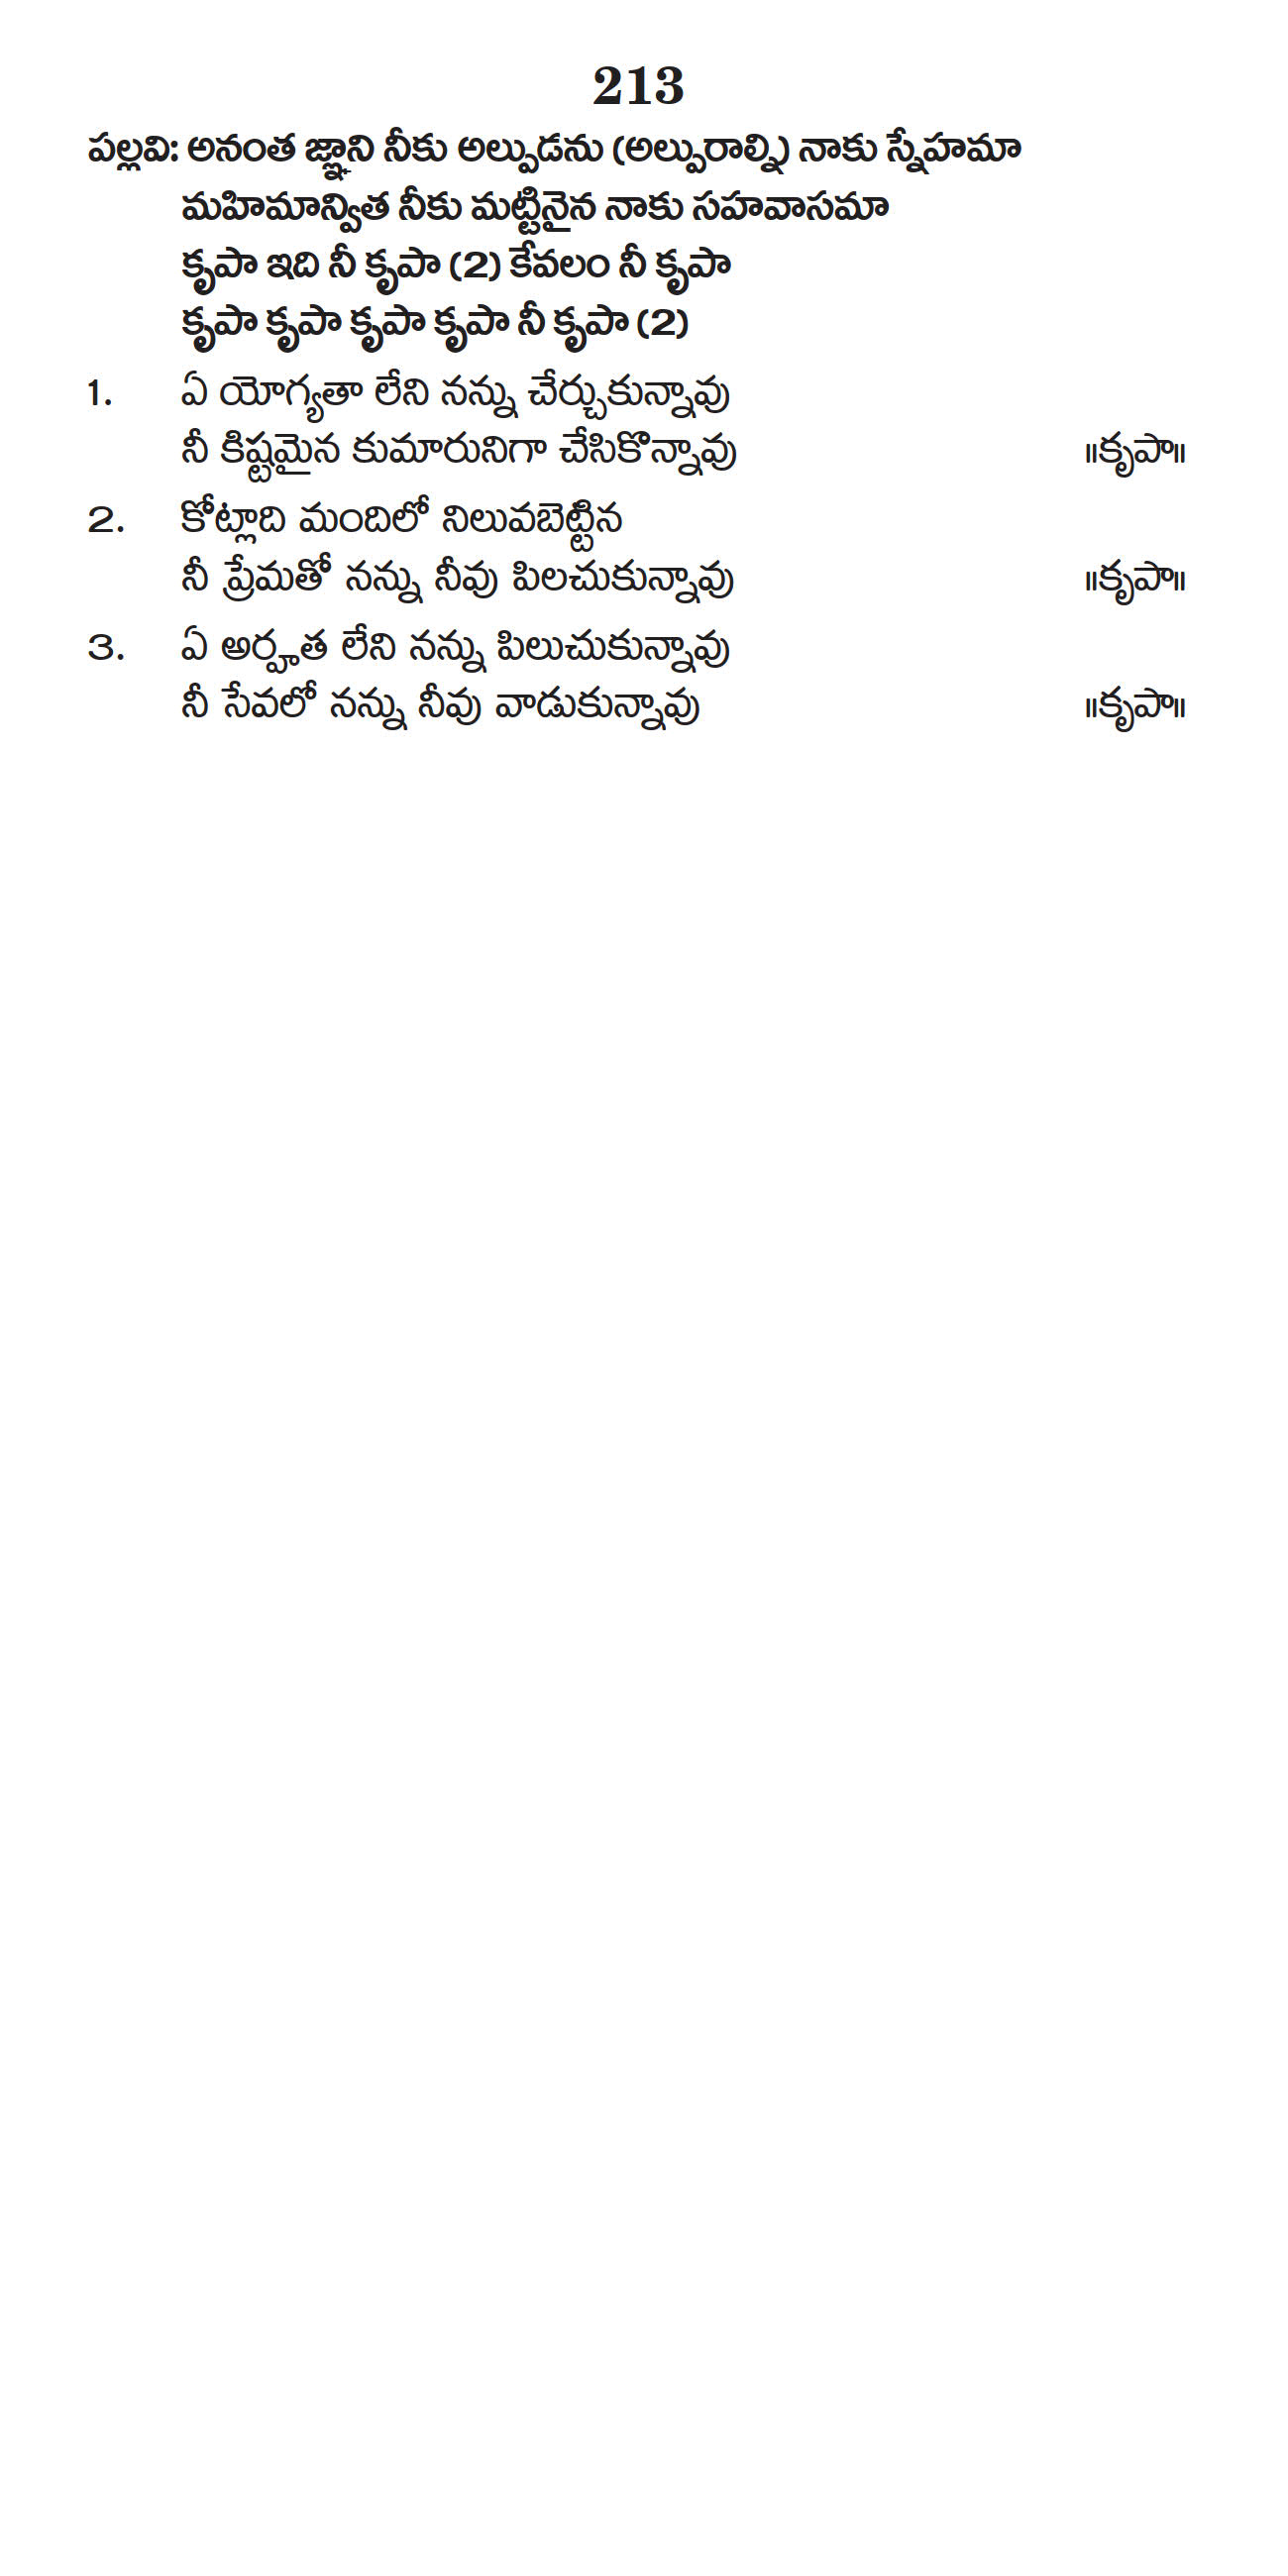 213
పల్లవి: అనంత జ్ఞాని నీకు అల్పుడను (అల్పురాల్ని) నాకు స్నేహమా
మహిమాన్విత నీకు మట్టినైన నాకు సహవాసమా
కృపా ఇది నీ కృపా (2) కేవలం నీ కృపా
కృపా కృపా కృపా కృపా నీ కృపా (2)
1. ఏ యోగ్యతా లేని నన్ను చేర్చుకున్నావు
నీ కిష్టమైన కుమారునిగా చేసికొన్నావు ॥కృపా॥
2. కోట్లాది మందిలో నిలువబెట్టిన
నీ ప్రేమతో నన్ను నీవు పిలచుకున్నావు ॥కృపా॥
3. ఏ అర్హత లేని నన్ను పిలుచుకున్నావు
నీ సేవలో నన్ను నీవు వాడుకున్నావు ॥కృపా॥